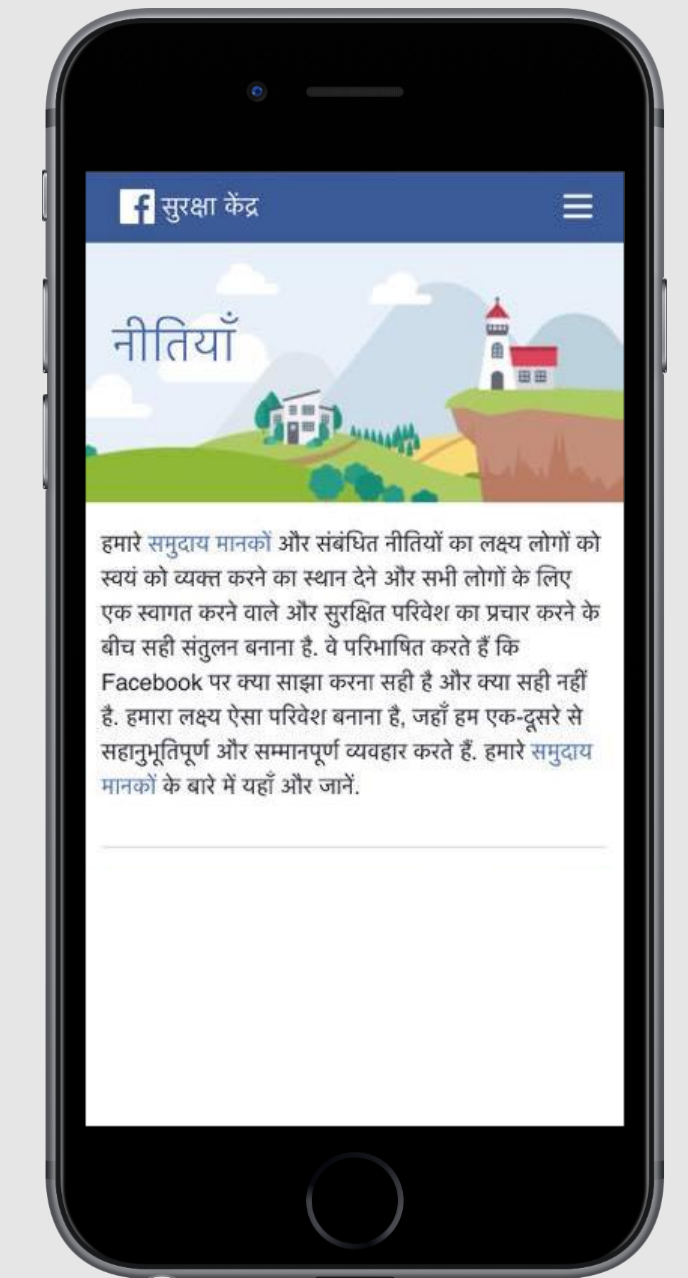 सुरक्षा केंद्र
नीतियाँ
हमारे समुदाय मानकों और संबंधित नीतियों का लक्ष्य लोगों को
स्वयं को व्यक्त करने का स्थान देने और सभी लोगों के लिए
एक स्वागत करने वाले और सुरक्षित परिवेश का प्रचार करने के
बीच सही संतुलन बनाना है. वे परिभाषित करते हैं कि
Facebook पर क्या साझा करना सही है और क्या सही नहीं
है. हमारा लक्ष्य ऐसा परिवेश बनाना है, जहाँ हम एक-दूसरे से
सहानुभूतिपूर्ण और सम्मानपूर्ण व्यवहार करते हैं. हमारे समुदाय
मानकों के बारे में यहाँ और जानें.